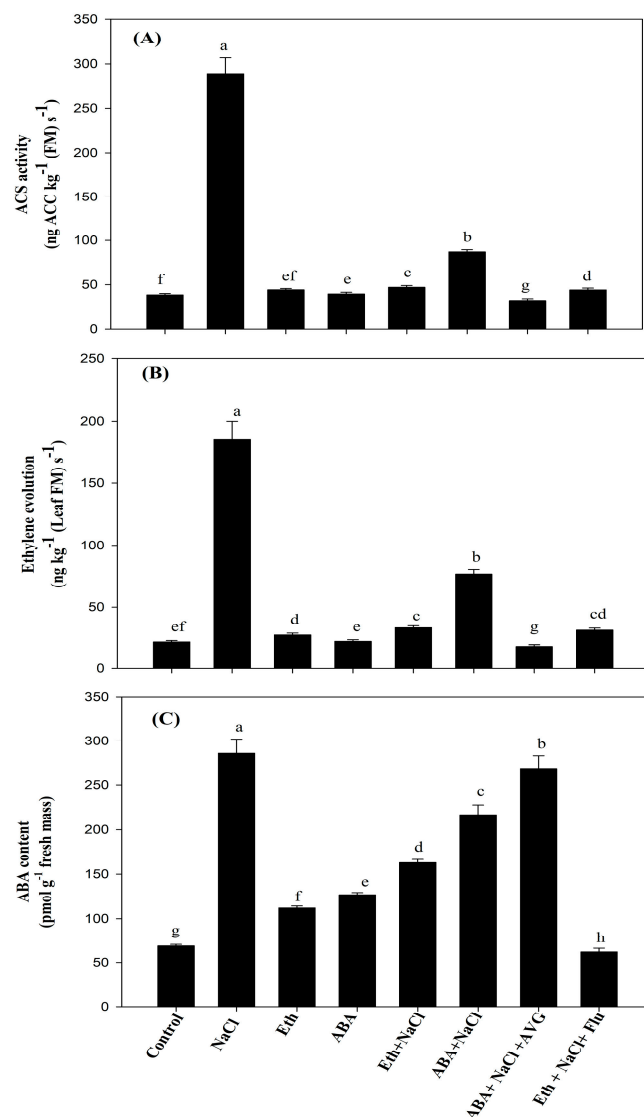 (A)
ACS activity
(ng ACC kg-1 (FM) s-1)
350
300
250
200
150
100
50
0
f
a
ef
e
c
b
g
d
(B)
Ethylene evolution
(ng kg-1 (Leaf FM) s-1)
250
200
150
100
50
0
ef
a
d
e
c
b
g
cd
(C)
ABA content
(pmol g-1 fresh mass)
350
300
250
200
150
100
50
0
g
a
f
e
d
c
b
h
Control
NaCl
Eth
ABA
Eth+NaCl
ABA+NaCl
ABA+ NaCl +AVG
Eth + NaCl+ Flu